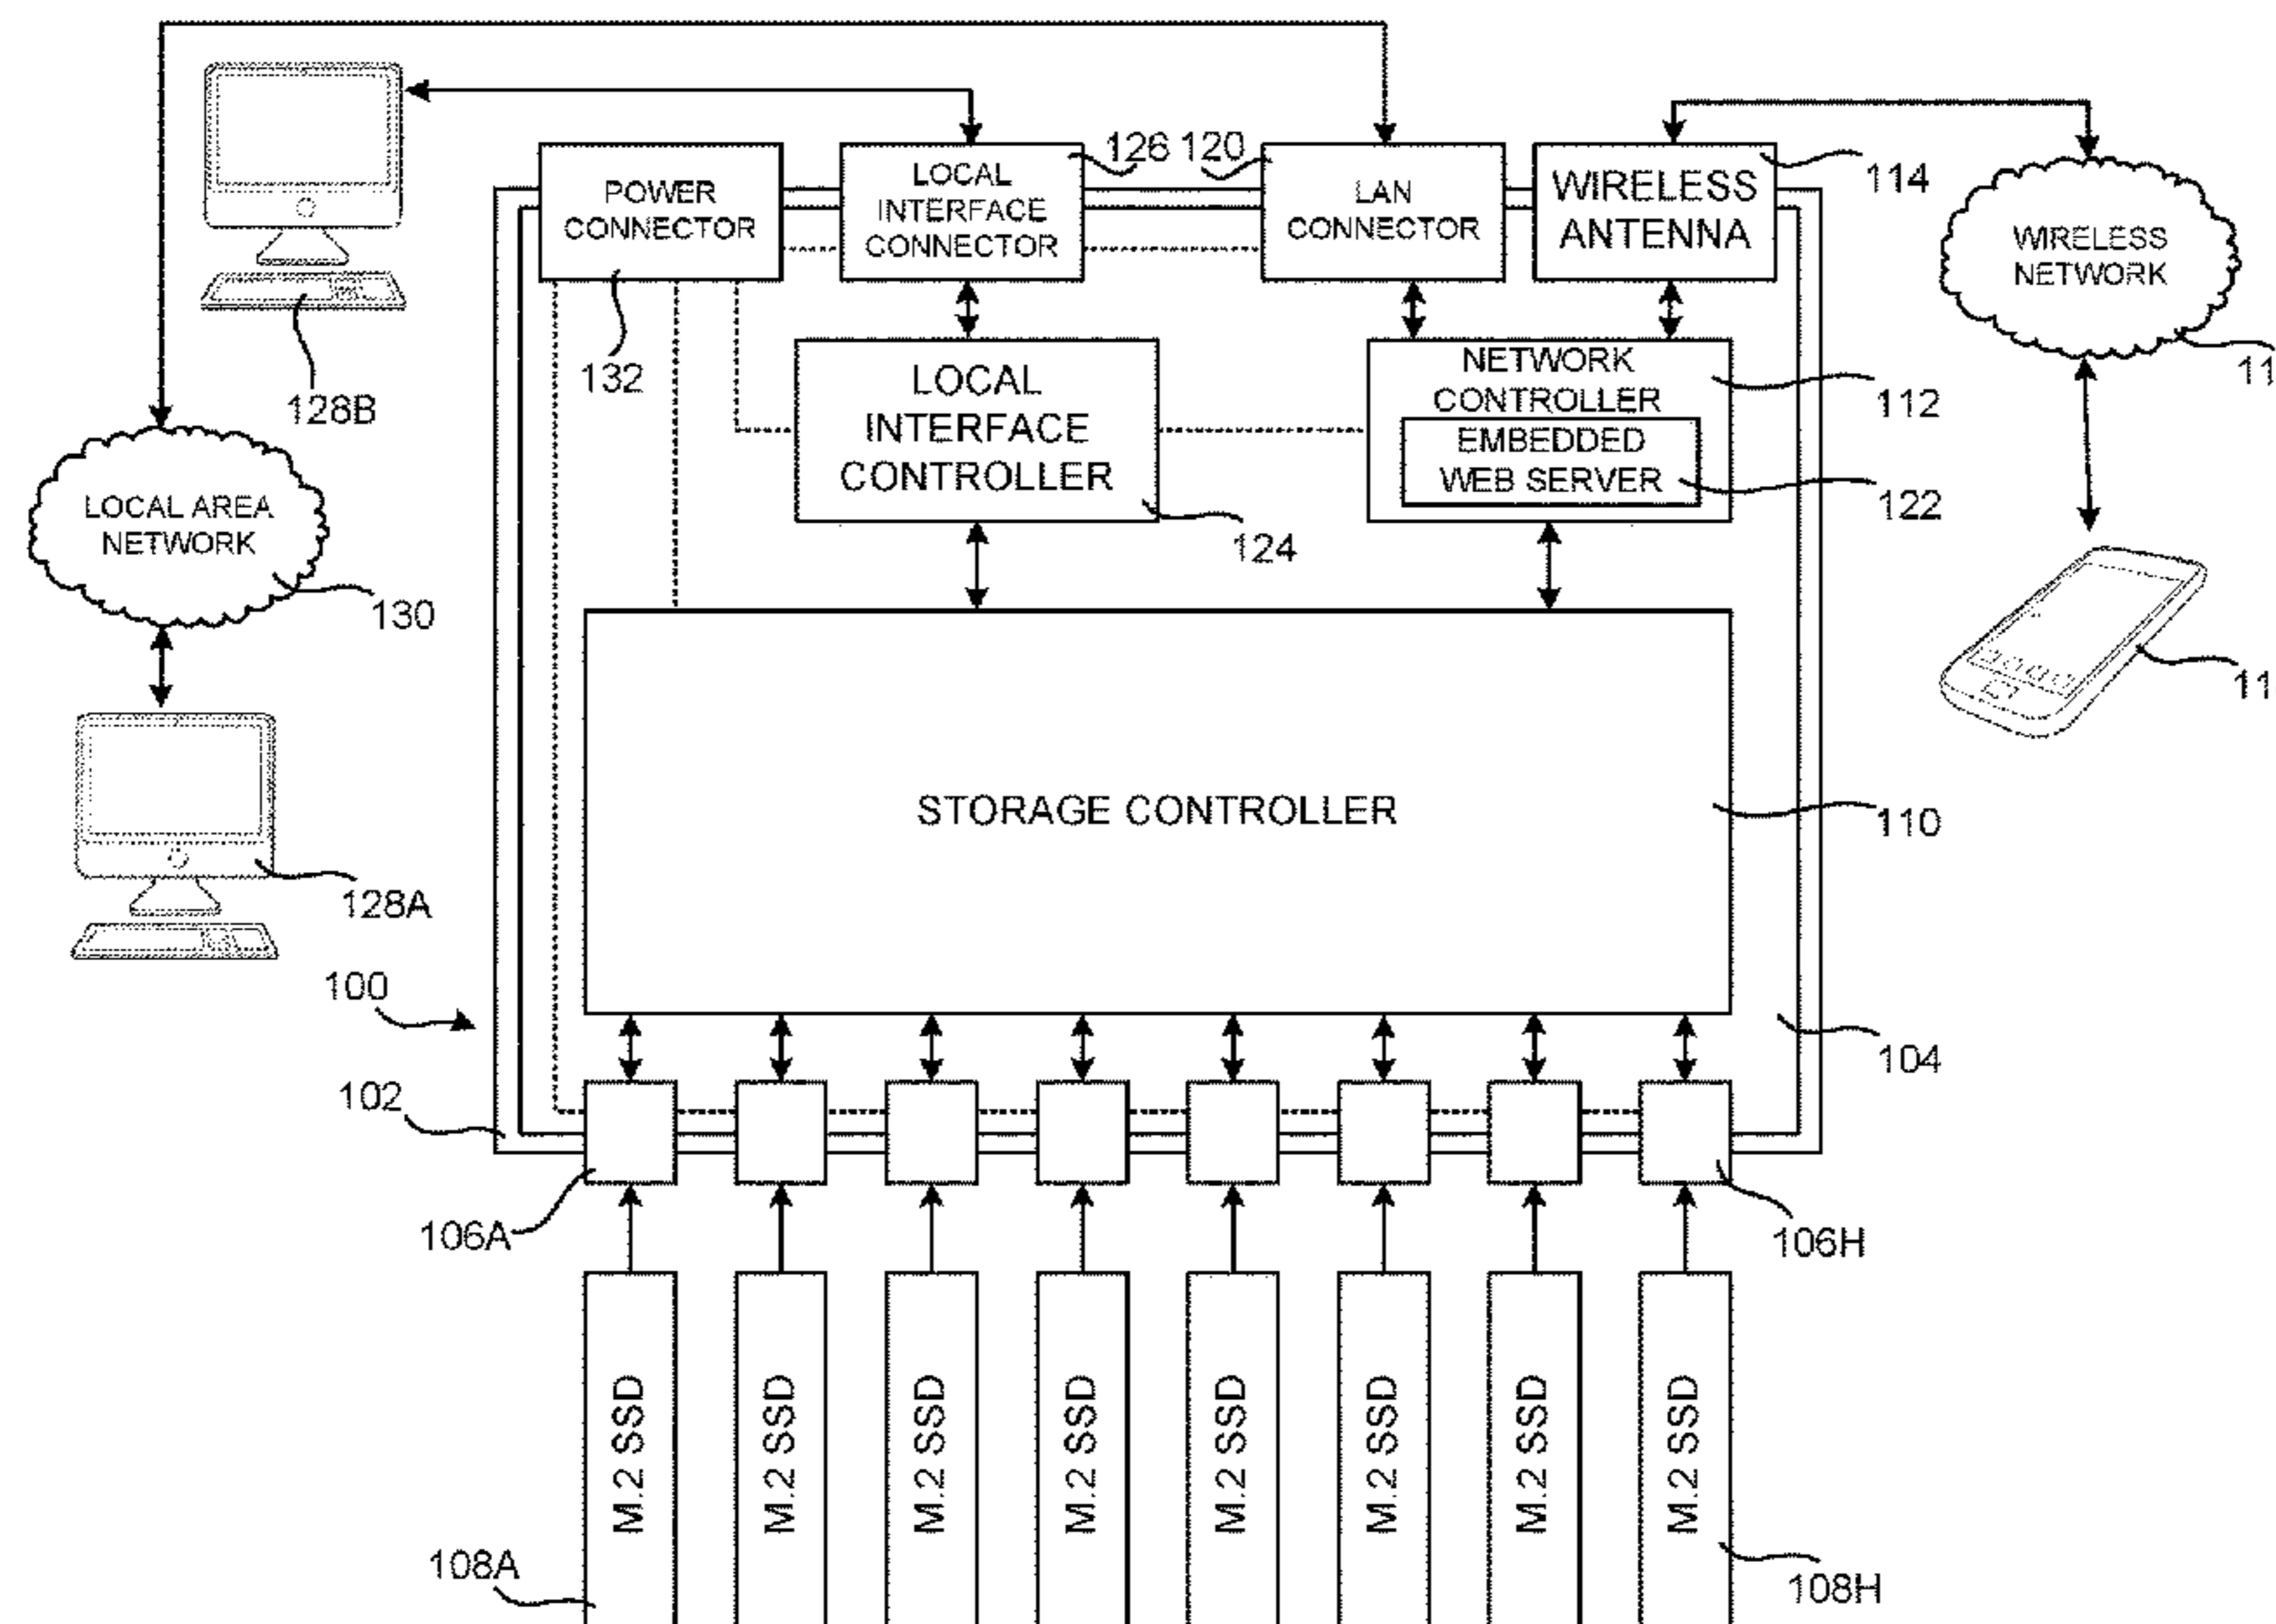 126
120
114
POWER
CONNECTOR
LOCAL
INTERFACE
CONNECTOR
LAN
CONNECTOR
WIRELESS
ANTENNA
WIRELESS
NETWORK
132
128B
LOCAL
INTERFACE
CONTROLLER
NETWORK
CONTROLLER
112
11
EMBEDDED
WEB SERVER
122
124
LOCAL AREA
NETWORK
130
11
STORAGE CONTROLLER
110
128A
100
104
102
106A
106H
M.2 SSD
M.2 SSD
M.2 SSD
M.2 SSD
M.2 SSD
M.2 SSD
M.2 SSD
M.2 SSD
108A
108H